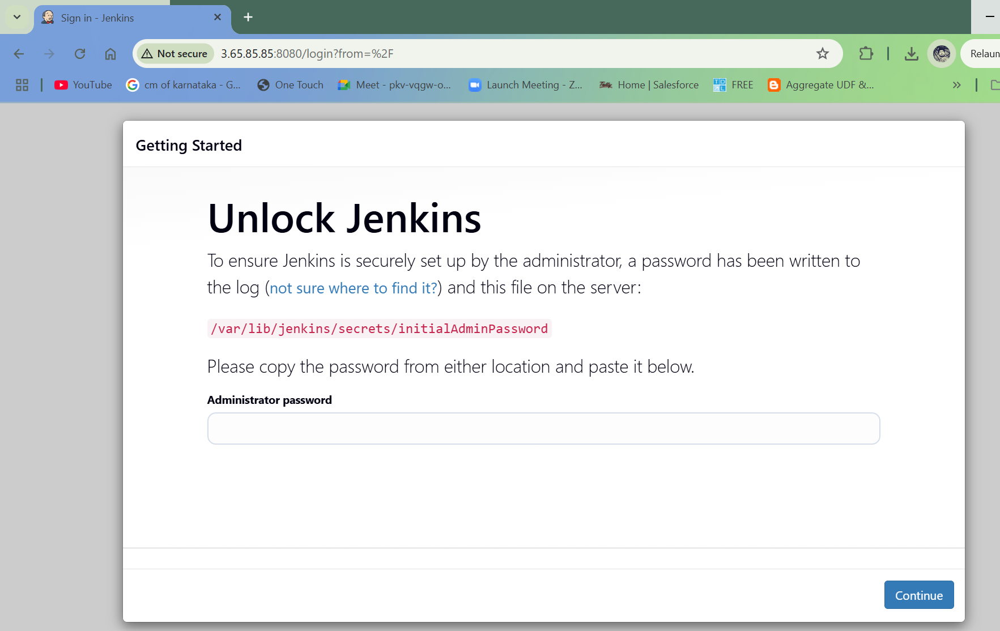 Sign in - Jenkins
Not secure 3.65.85.85:8080/login?from=%2F
Relaun
YouTube cm of karnataka - G... One Touch Meet - pkv-vqgw-o... Launch Meeting - Z... Home | Salesforce FREE Aggregate UDF &...
Getting Started
Unlock Jenkins
To ensure Jenkins is securely set up by the administrator, a password has been written to
the log (not sure where to find it?) and this file on the server:
/var/lib/jenkins/secrets/initialAdminPassword
Please copy the password from either location and paste it below.
Administrator password
Continue